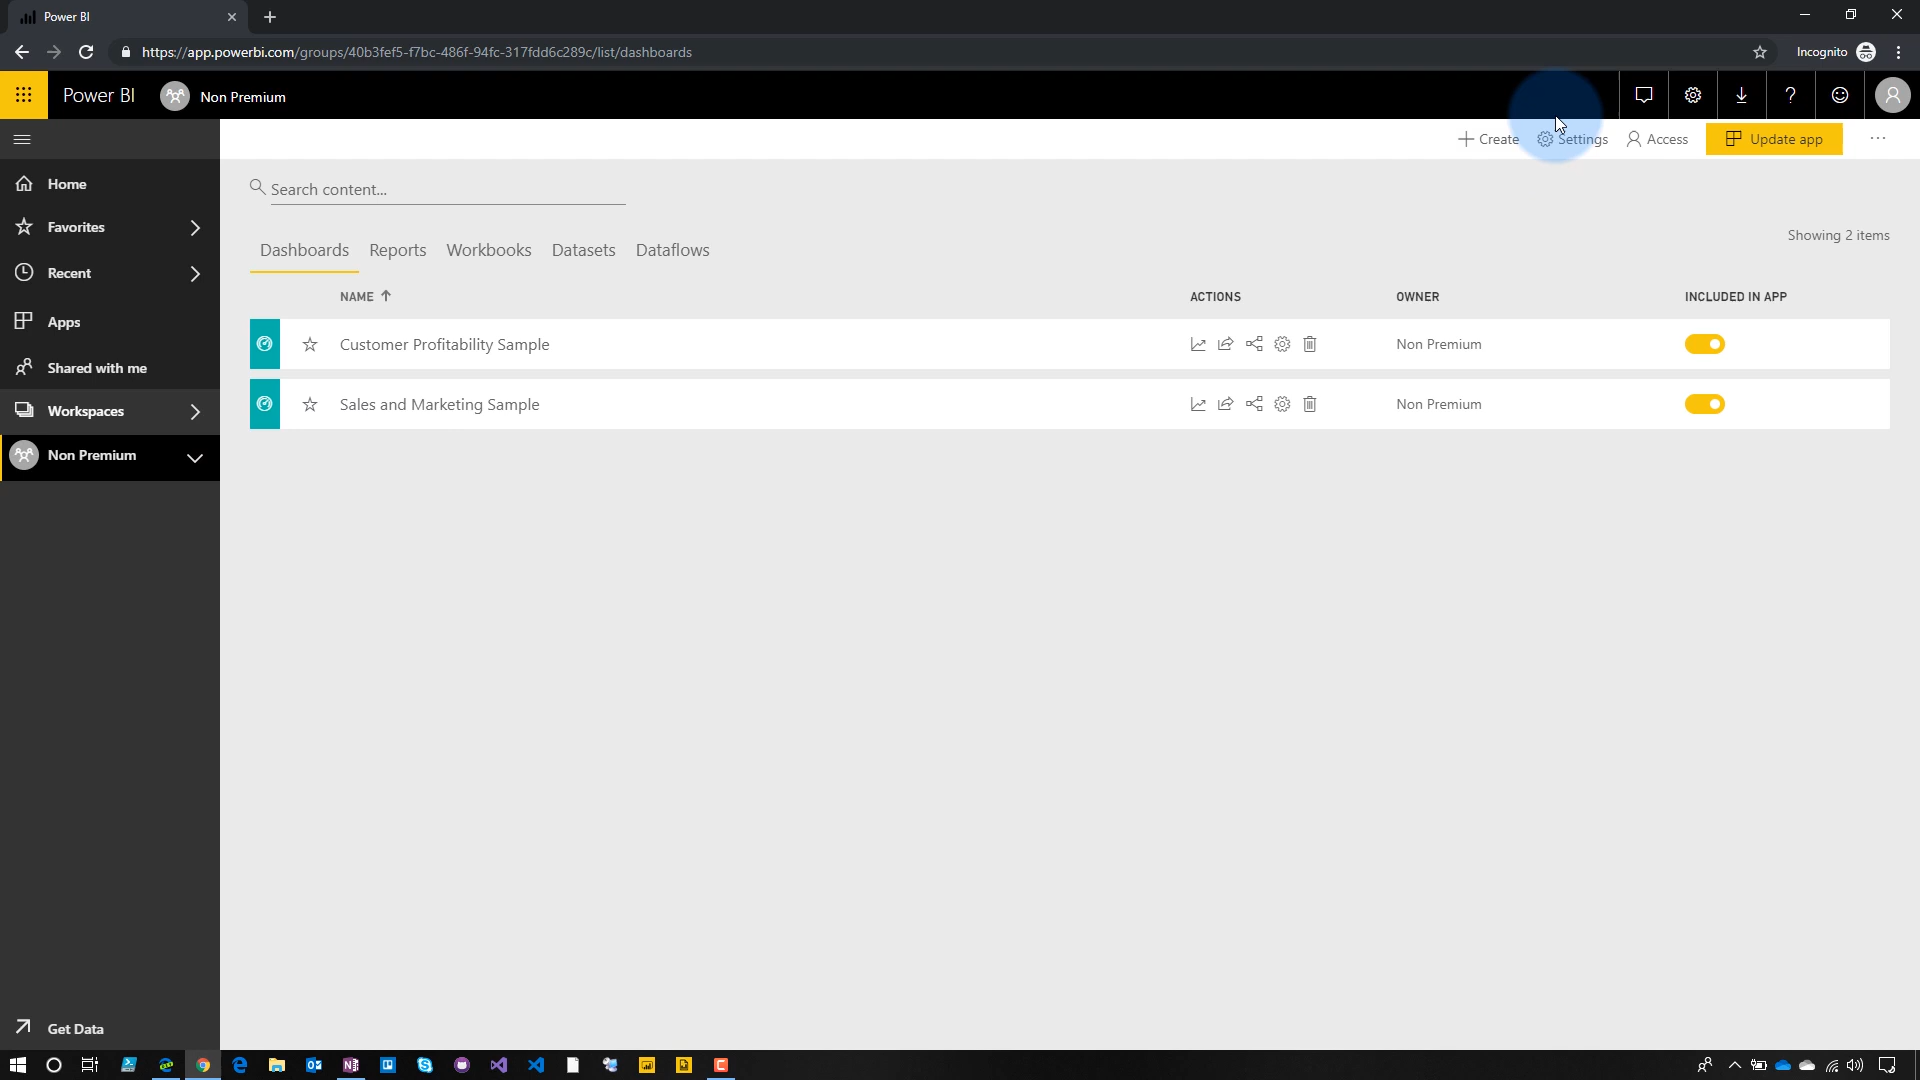 Power BI
https://app.powerbi.com/groups/40b3fef5-f7bc-486f-94fc-317fdd6c289c/list/dashboards
Incognito
Power BI
Non Premium
Create
Settings
Access
Update app
Home
Favorites
Recent
Apps
Shared with me
Workspaces
Non Premium
Get Data
Search content...
Showing 2 items
Dashboards Reports Workbooks Datasets Dataflows
NAME ACTIONS OWNER INCLUDED IN APP
Customer Profitability Sample Non Premium
Sales and Marketing Sample Non Premium